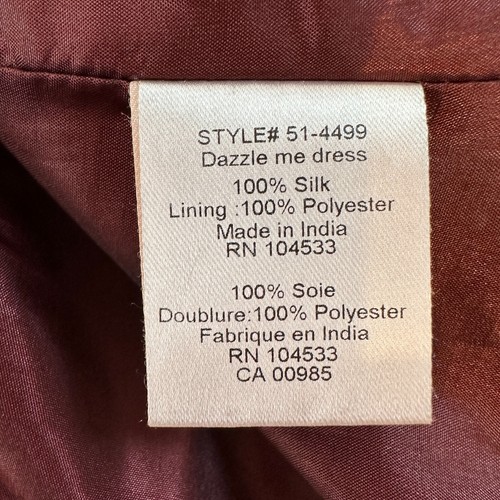 STYLE# 51-4499
Dazzle me dress
100% Silk
Lining :100% Polyester
Made in India
RN 104533
100% Soie
Doublure:100% Polyester
Fabrique en India
RN 104533
CA 00985